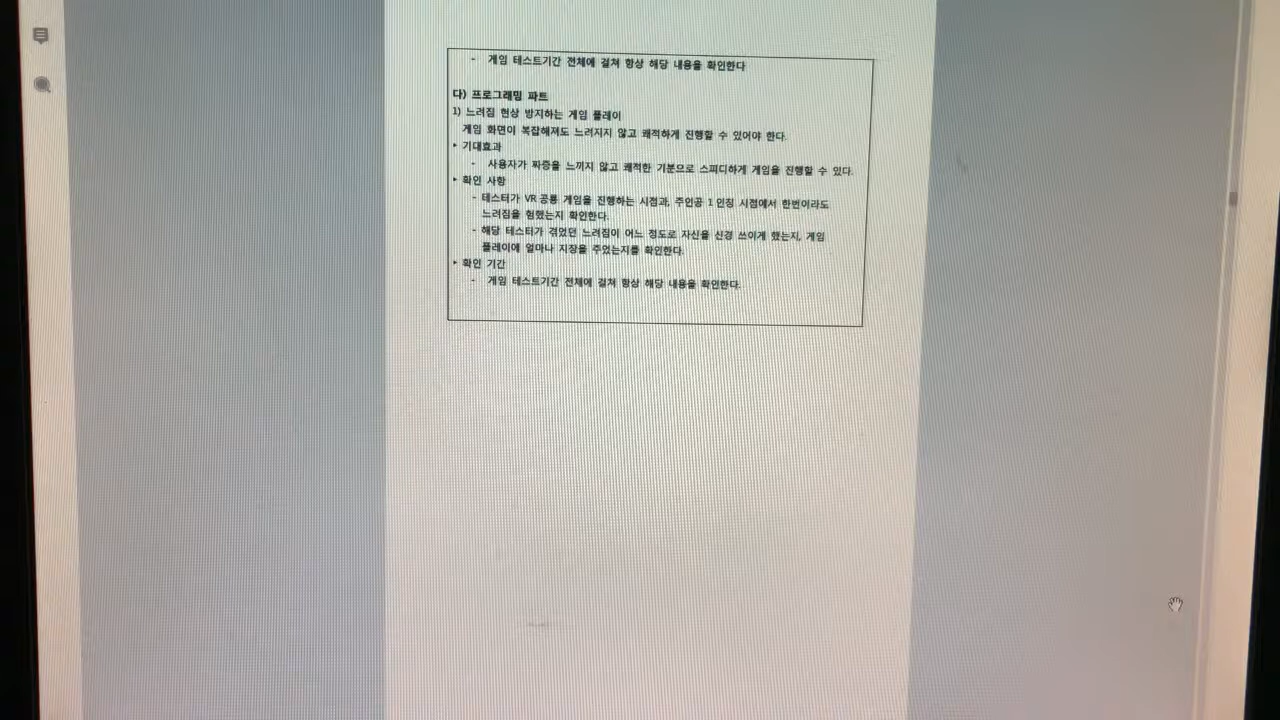 - 게임 테스트기간 전체에 걸쳐 항상 해당 내용을 확인한다
다) 프로그래밍 파트
1) 느려짐 현상 방지하는 게임 플레이
게임 화면이 복잡해져도 느려지지 않고 쾌적하게 진행할 수 있어야 한다.
▸ 기대효과
- 사용자가 짜증을 느끼지 않고 쾌적한 기분으로 스피디하게 게임을 진행할 수 있다.
▸ 확인 사항
- 테스터가 VR 공룡 게임을 진행하는 시점과, 주인공 1 인칭 시점에서 한번이라도
느려짐을 험했는지 확인한다.
- 해당 테스터가 겪었던 느려짐이 어느 정도로 자신을 신경 쓰이게 했는지, 게임
플레이에 얼마나 지장을 주었는지를 확인한다.
▸ 확인 기간
- 게임 테스트기간 전체에 걸쳐 항상 해당 내용을 확인한다.